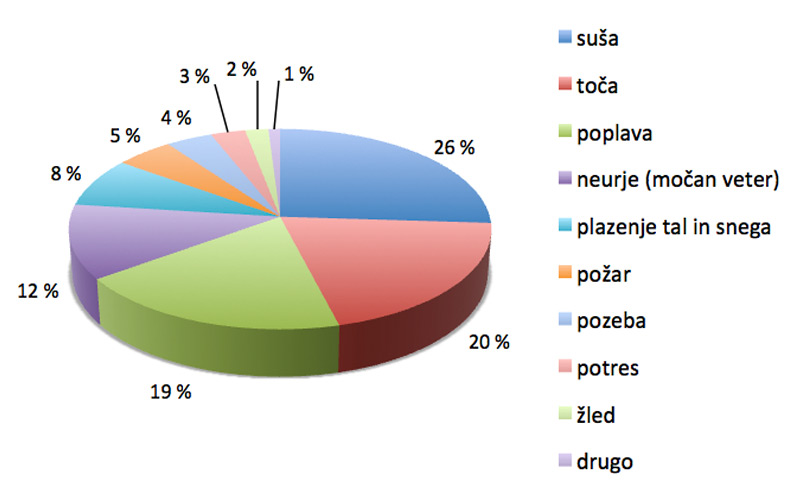 3 %
2 %
1 %
4 %
5 %
8 %
26 %
12 %
19 %
20 %
suša
toča
poplava
neurje (močan veter)
plazenje tal in snega
požar
pozeba
potres
žled
drugo